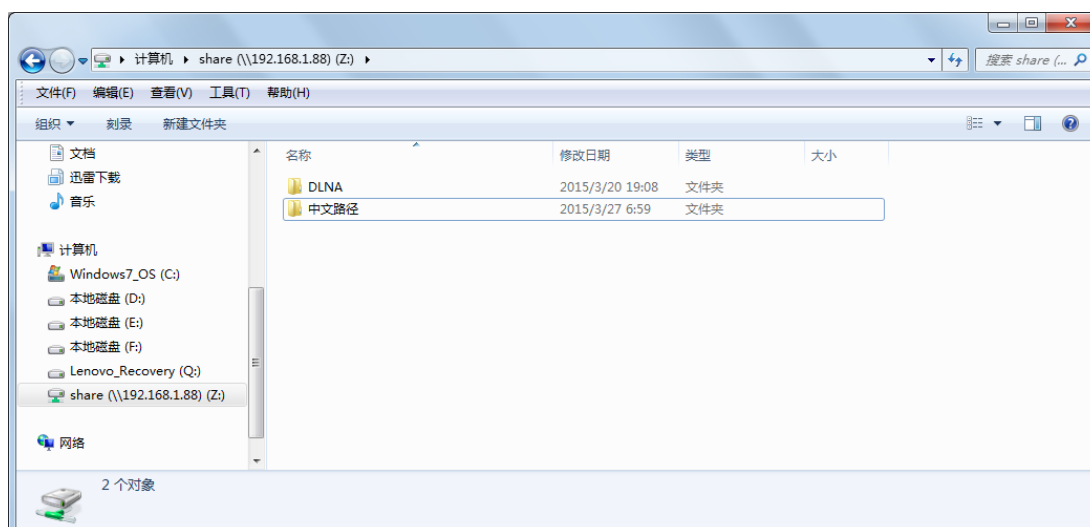 计算机 share (\\192.168.1.88) (Z:)
搜索 share (...
文件(F) 编辑(E) 查看(V) 工具(T) 帮助(H)
组织 刻录 新建文件夹
文档
迅雷下载
音乐
计算机
Windows7_OS (C:)
本地磁盘 (D:)
本地磁盘 (E:)
本地磁盘 (F:)
Lenovo_Recovery (Q:)
share (\\192.168.1.88) (Z:)
网络
名称 修改日期 类型 大小
DLNA 2015/3/20 19:08 文件夹
中文路径 2015/3/27 6:59 文件夹
2 个对象